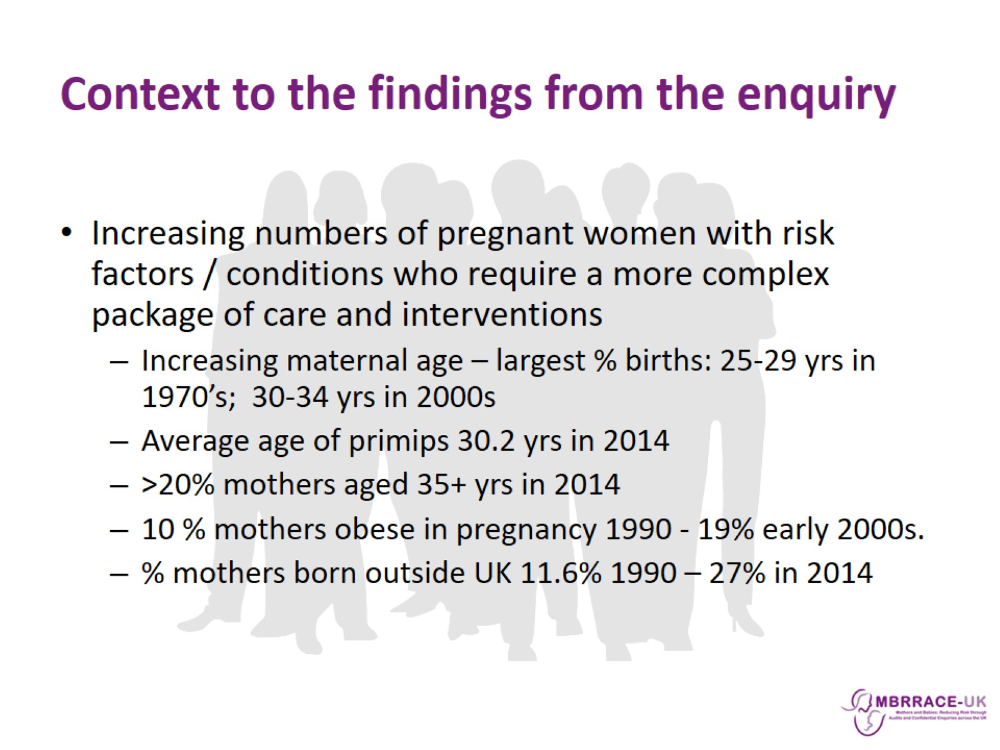 Context to the findings from the enquiry
• Increasing numbers of pregnant women with risk
factors / conditions who require a more complex
package of care and interventions
– Increasing maternal age – largest % births: 25-29 yrs in
1970’s;  30-34 yrs in 2000s
– Average age of primips 30.2 yrs in 2014
– >20% mothers aged 35+ yrs in 2014
– 10 % mothers obese in pregnancy 1990 - 19% early 2000s.
– % mothers born outside UK 11.6% 1990 – 27% in 2014
MBRRACE-UK
Mothers and Babies: Reducing Risk through
Audits and Confidential Enquiries across the UK